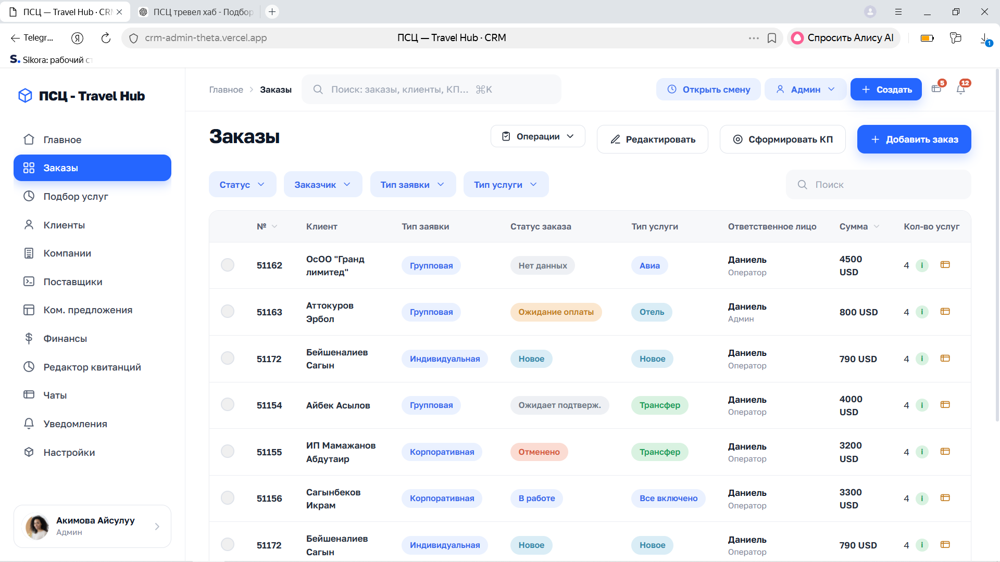 ПСЦ — Travel Hub · CRM
ПСЦ тревел хаб - Подбор
Telegr...
crm-admin-theta.vercel.app
ПСЦ — Travel Hub · CRM
Спросить Алису AI
1
S. Sikora: рабочий ст
ПСЦ - Travel Hub
Главное
Заказы
Подбор услуг
Клиенты
Компании
Поставщики
Ком. предложения
Финансы
Редактор квитанций
Чаты
Уведомления
Настройки
Акимова Айсулуу
Админ
Главное > Заказы
Поиск: заказы, клиенты, КП... ⌘K
Открыть смену
Админ
+ Создать
5
12
Заказы
Операции
Редактировать
Сформировать КП
+ Добавить заказ
Статус
Заказчик
Тип заявки
Тип услуги
Поиск
№ Клиент Тип заявки Статус заказа Тип услуги Ответственное лицо Сумма Кол-во услуг
51162
ОсОО "Гранд
лимитед"
Групповая
Нет данных
Авиа
Даниель
Оператор
4500
USD
4 i
51163
Аттокуров
Эрбол
Групповая
Ожидание оплаты
Отель
Даниель
Админ
800 USD
4 i
51172
Бейшеналиев
Сагын
Индивидуальная
Новое
Новое
Даниель
Оператор
790 USD
4 i
51154
Айбек Асылов
Групповая
Ожидает подтверж.
Трансфер
Даниель
Оператор
4000
USD
4 i
51155
ИП Мамажанов
Абдутаир
Корпоративная
Отменено
Трансфер
Даниель
Оператор
3200
USD
4 i
51156
Сагынбеков
Икрам
Корпоративная
В работе
Все включено
Даниель
Оператор
3300
USD
4 i
51172
Бейшеналиев
Сагын
Индивидуальная
Новое
Новое
Даниель
Оператор
790 USD
4 i